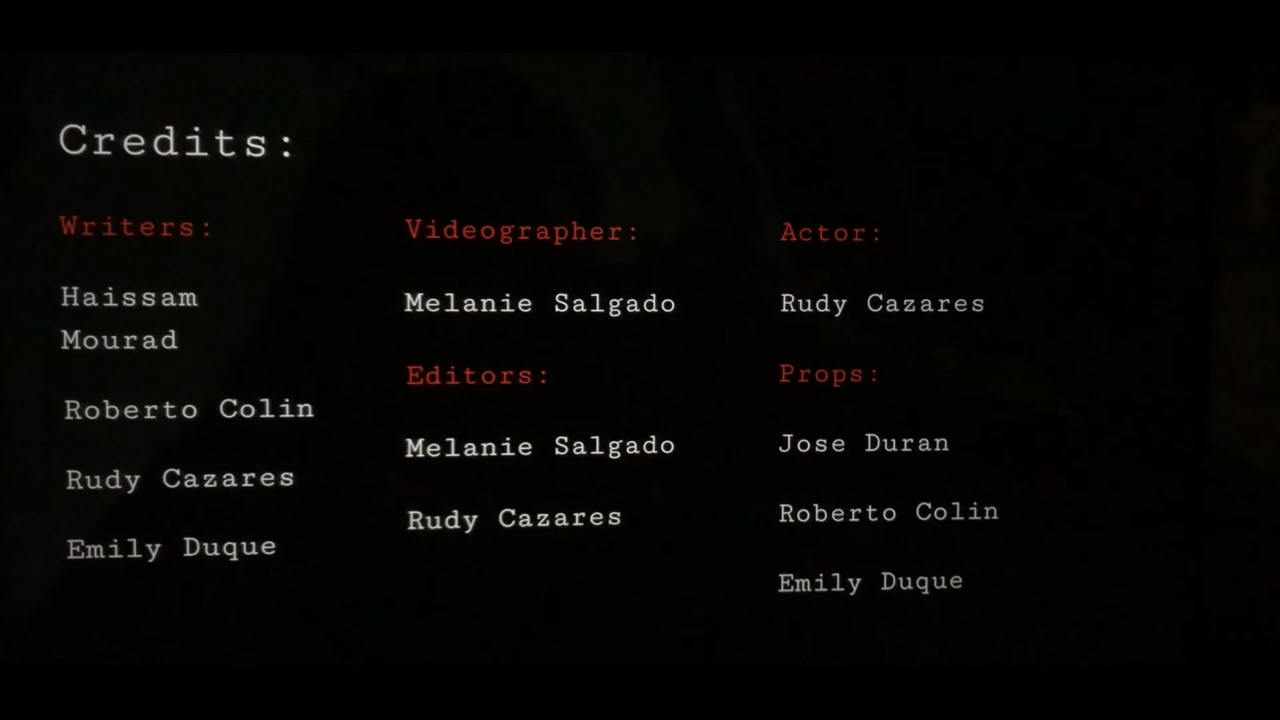 Credits:
Writers:
Haissam
Mourad
Roberto Colin
Rudy Cazares
Emily Duque
Videographer:
Melanie Salgado
Editors:
Melanie Salgado
Rudy Cazares
Actor:
Rudy Cazares
Props:
Jose Duran
Roberto Colin
Emily Duque